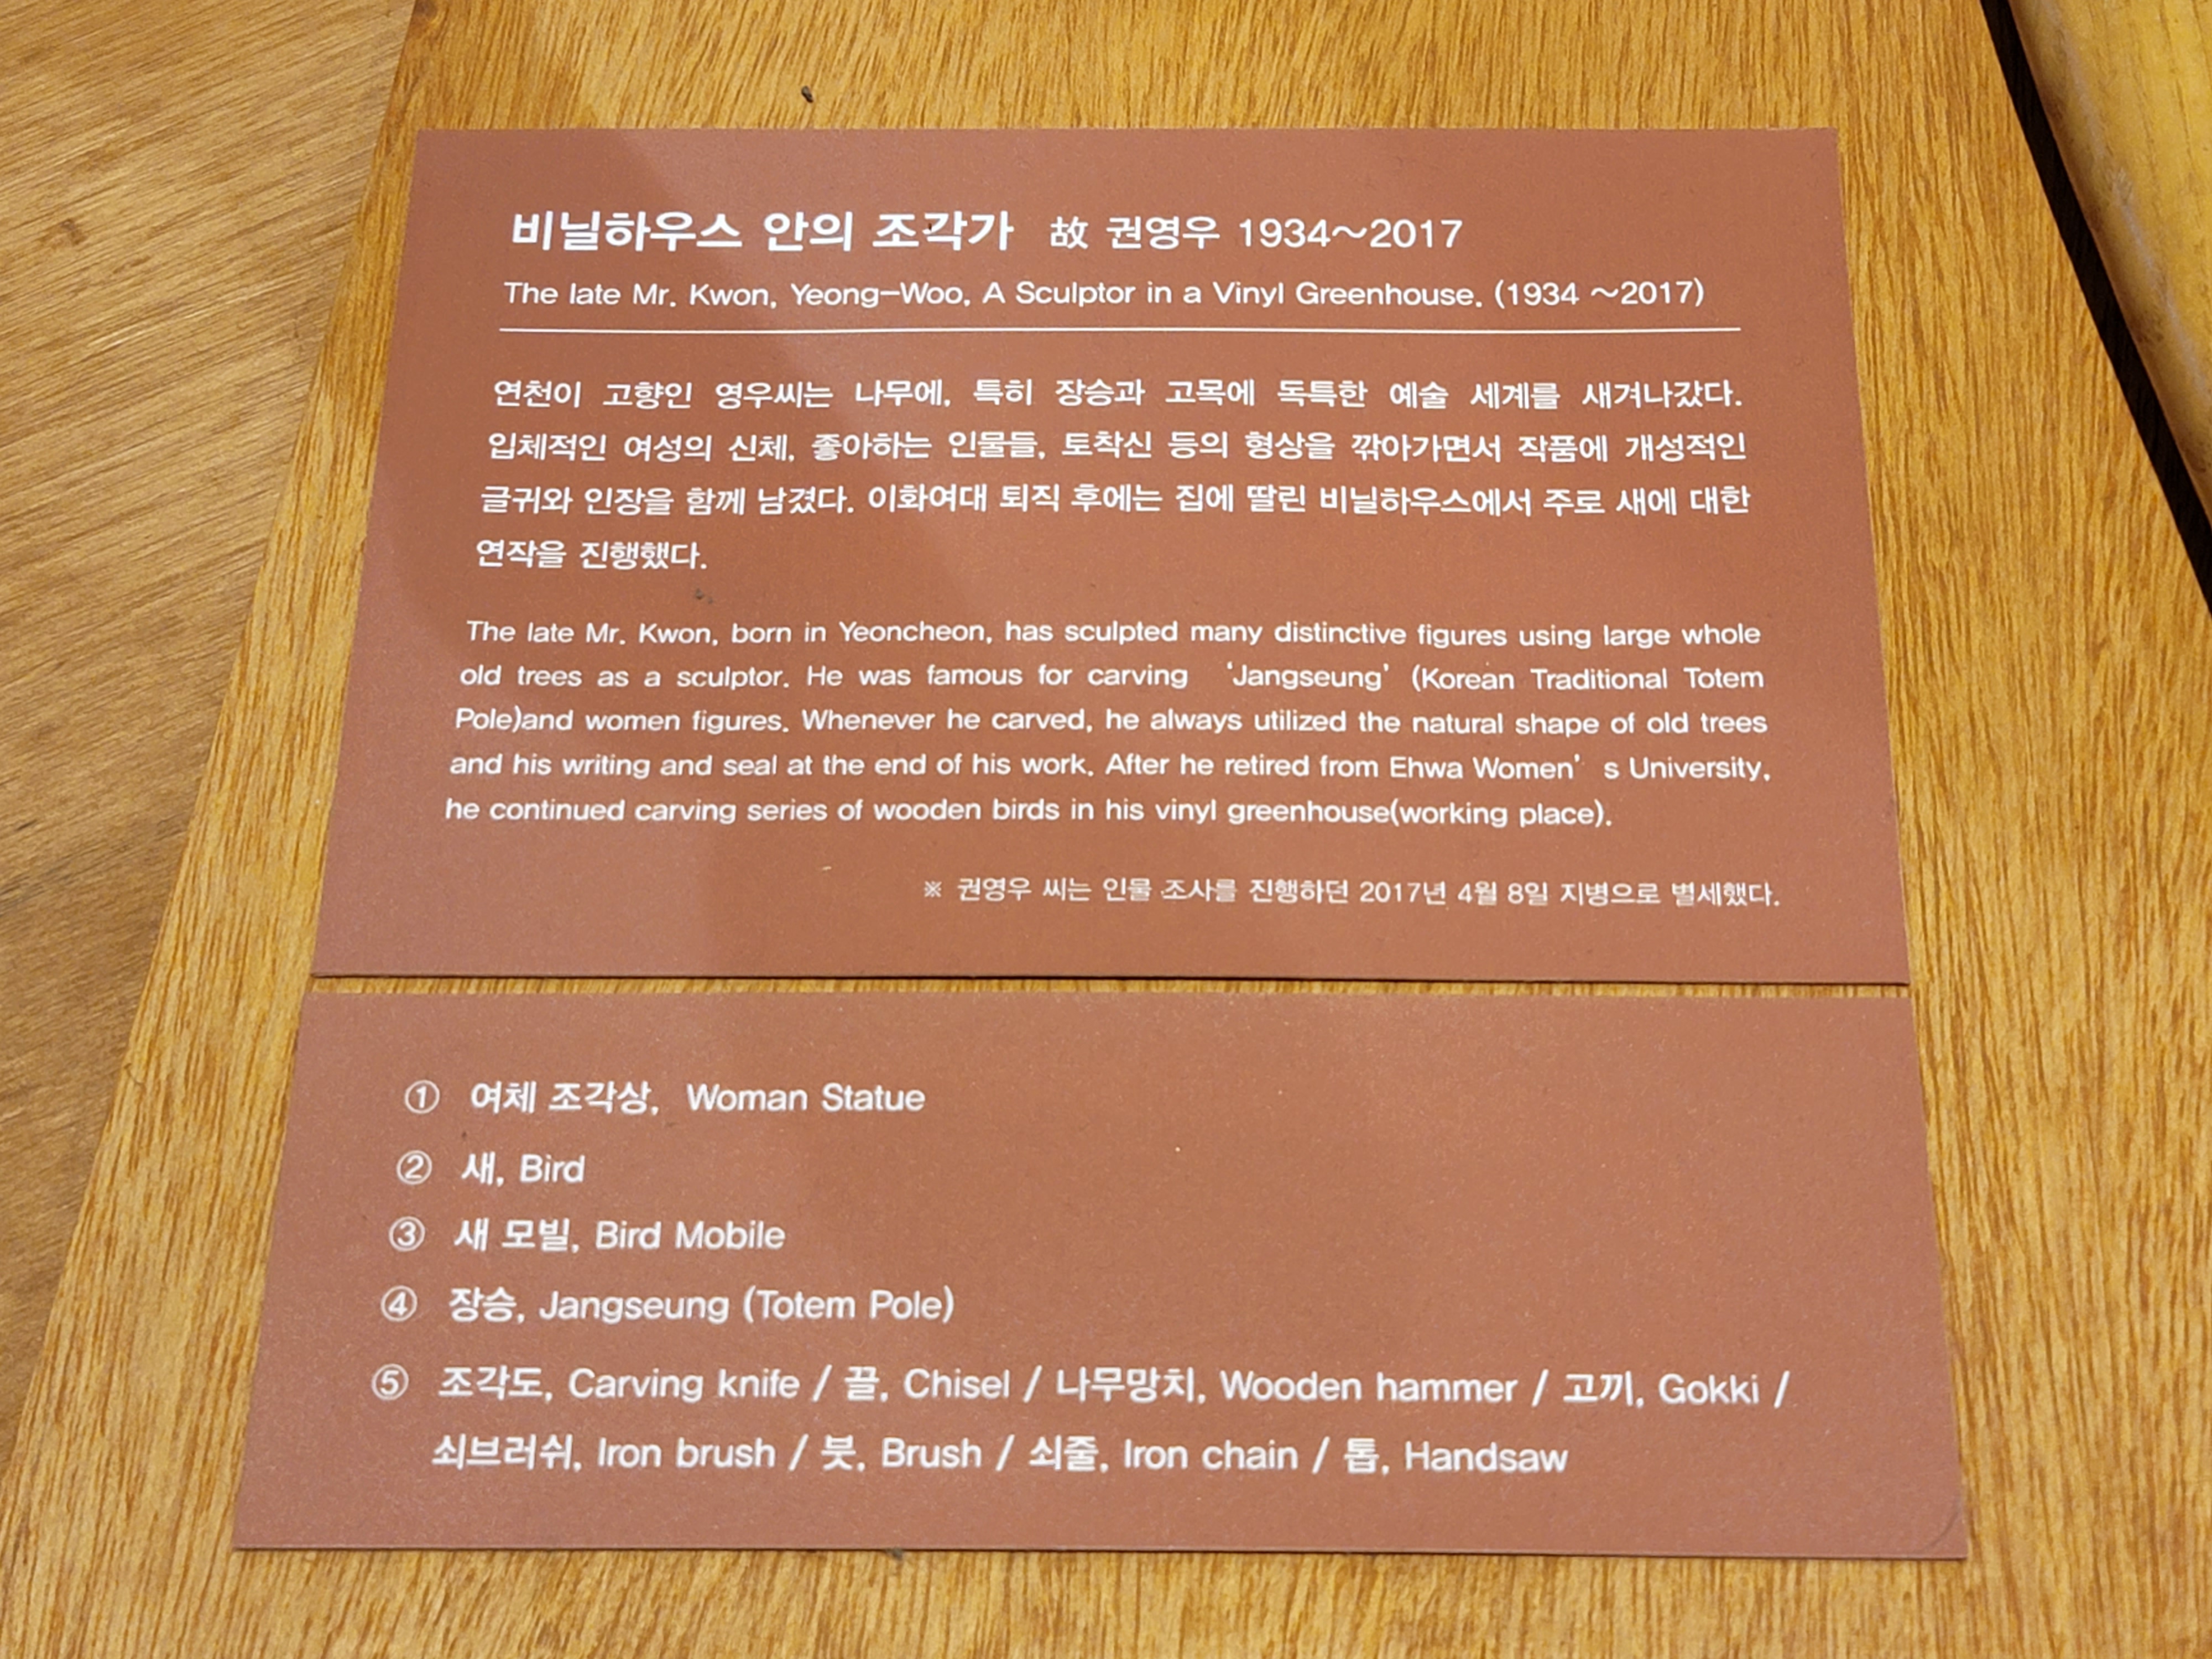 비닐하우스 안의 조각가 故 권영우 1934~2017
The late Mr. Kwon, Yeong-Woo, A Sculptor in a Vinyl Greenhouse. (1934 ~2017)
연천이 고향인 영우씨는 나무에, 특히 장승과 고목에 독특한 예술 세계를 새겨나갔다.
입체적인 여성의 신체, 좋아하는 인물들, 토착신 등의 형상을 깎아가면서 작품에 개성적인
글귀와 인장을 함께 남겼다. 이화여대 퇴직 후에는 집에 딸린 비닐하우스에서 주로 새에 대한
연작을 진행했다.
The late Mr. Kwon, born in Yeoncheon, has sculpted many distinctive figures using large whole
old trees as a sculptor. He was famous for carving ‘Jangseung’ (Korean Traditional Totem
Pole)and women figures. Whenever he carved, he always utilized the natural shape of old trees
and his writing and seal at the end of his work. After he retired from Ehwa Women’ s University,
he continued carving series of wooden birds in his vinyl greenhouse(working place).
※ 권영우 씨는 인물 조사를 진행하던 2017년 4월 8일 지병으로 별세했다.
① 여체 조각상, Woman Statue
② 새, Bird
③ 새 모빌, Bird Mobile
④ 장승, Jangseung (Totem Pole)
⑤ 조각도, Carving knife / 끌, Chisel / 나무망치, Wooden hammer / 고끼, Gokki /
쇠브러쉬, Iron brush / 붓, Brush / 쇠줄, Iron chain / 톱, Handsaw